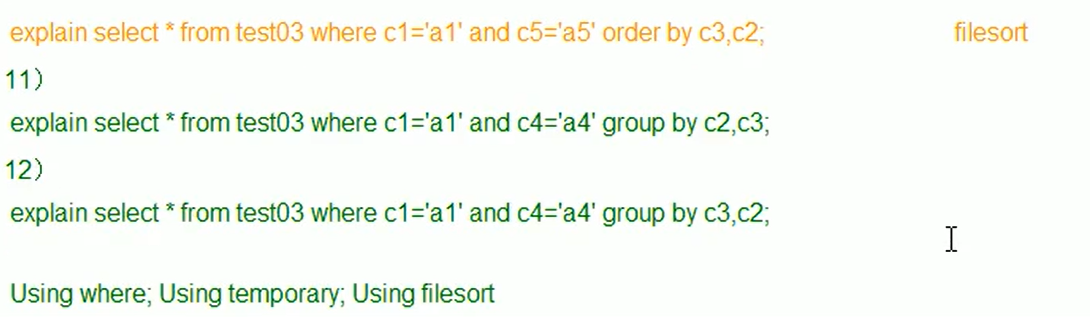 explain select * from test03 where c1='a1' and c5='a5' order by c3,c2; filesort
11）
explain select * from test03 where c1='a1' and c4='a4' group by c2,c3;
12）
explain select * from test03 where c1='a1' and c4='a4' group by c3,c2;
Using where; Using temporary; Using filesort